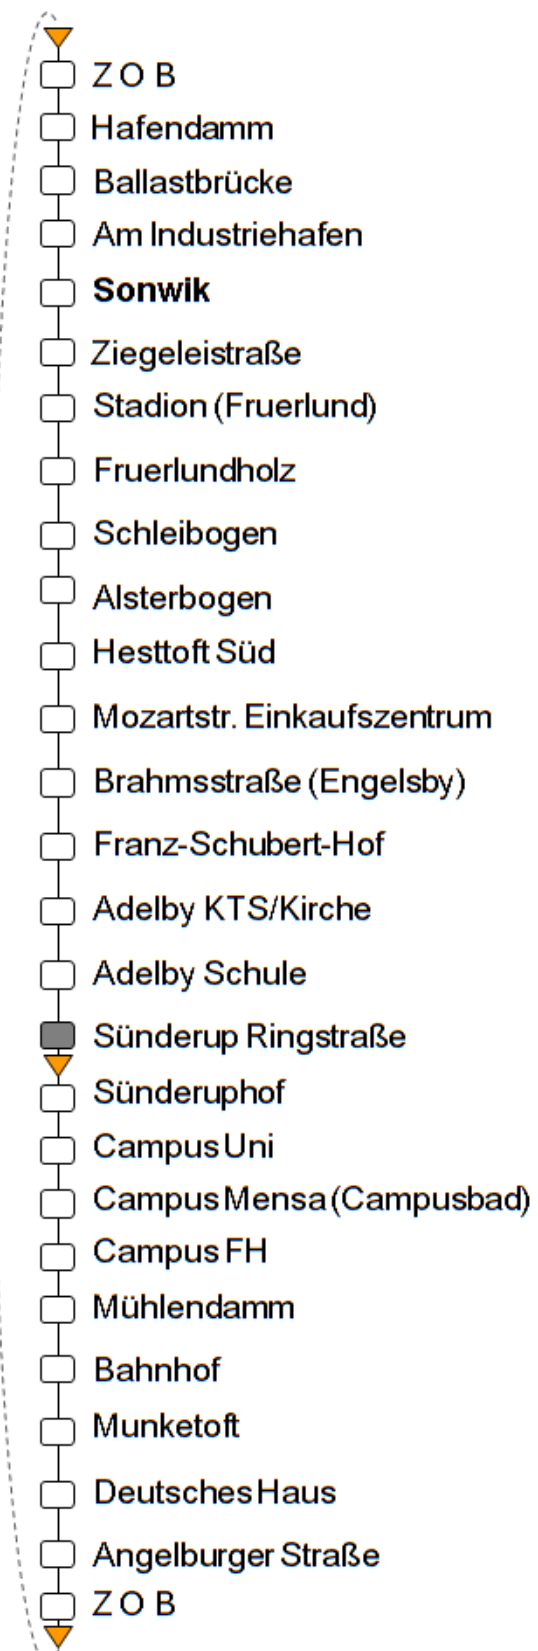 Z O B
Hafendamm
Ballastbrücke
Am Industriehafen
Sonwik
Ziegeleistraße
Stadion (Fruerlund)
Fruerlundholz
Schleibogen
Alsterbogen
Hesttoft Süd
Mozartstr. Einkaufszentrum
Brahmsstraße (Engelsby)
Franz-Schubert-Hof
Adelby KTS/Kirche
Adelby Schule
Sünderup Ringstraße
Sünderuphof
Campus Uni
Campus Mensa (Campusbad)
Campus FH
Mühlendamm
Bahnhof
Munketoft
Deutsches Haus
Angelburger Straße
Z O B